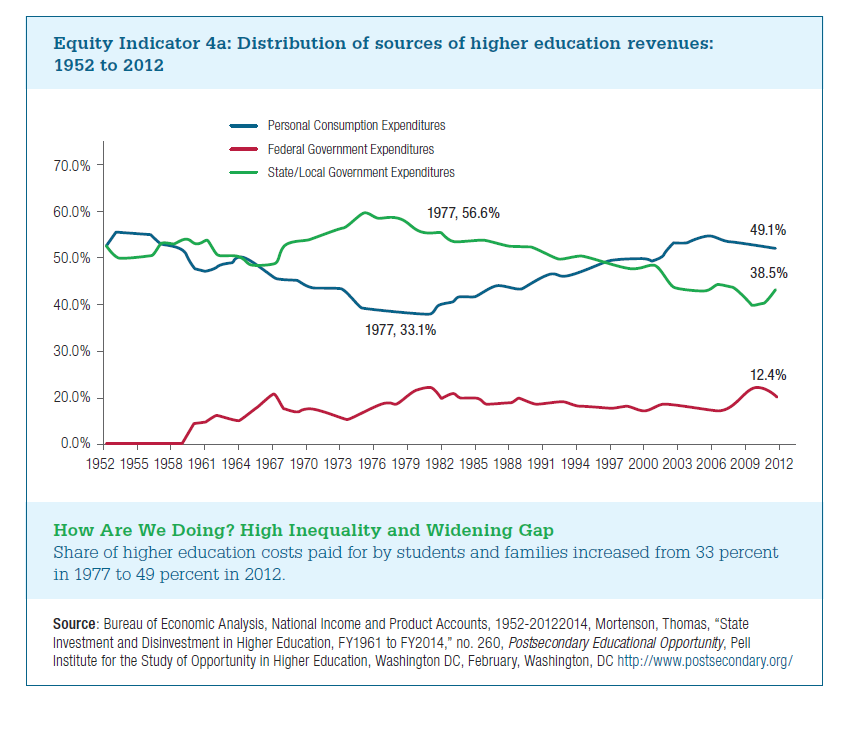 Equity Indicator 4a: Distribution of sources of higher education revenues:
1952 to 2012
Personal Consumption Expenditures
Federal Government Expenditures
State/Local Government Expenditures
70.0%
60.0%
50.0%
40.0%
30.0%
20.0%
0.0%
1977, 56.6%
49.1%
38.5%
1977, 33.1%
12.4%
1952 1955 1958 1961 1964 1967 1970 1973 1976 1979 1982 1985 1988 1991 1994 1997 2000 2003 2006 2009 2012
How Are We Doing? High Inequality and Widening Gap
Share of higher education costs paid for by students and families increased from 33 percent
in 1977 to 49 percent in 2012.
Source: Bureau of Economic Analysis, National Income and Product Accounts, 1952-20122014, Mortenson, Thomas, “State
Investment and Disinvestment in Higher Education, FY1961 to FY2014,” no. 260, Postsecondary Educational Opportunity, Pell
Institute for the Study of Opportunity in Higher Education, Washington DC, February, Washington, DC http://www.postsecondary.org/